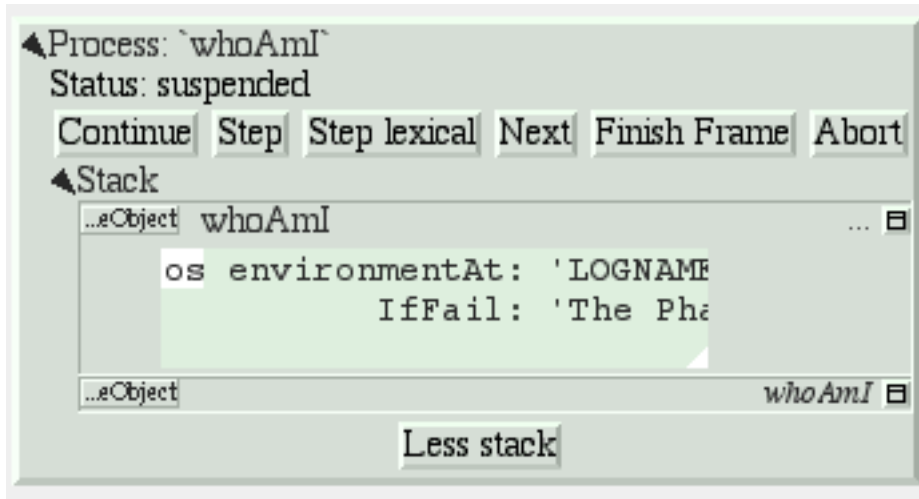 Process: `whoAmI`
Status: suspended
Continue Step Step lexical Next Finish Frame Abort
Stack
...eObject whoAmI ...
os environmentAt: 'LOGNAME
IfFail: 'The Pha
...eObject whoAmI
Less stack